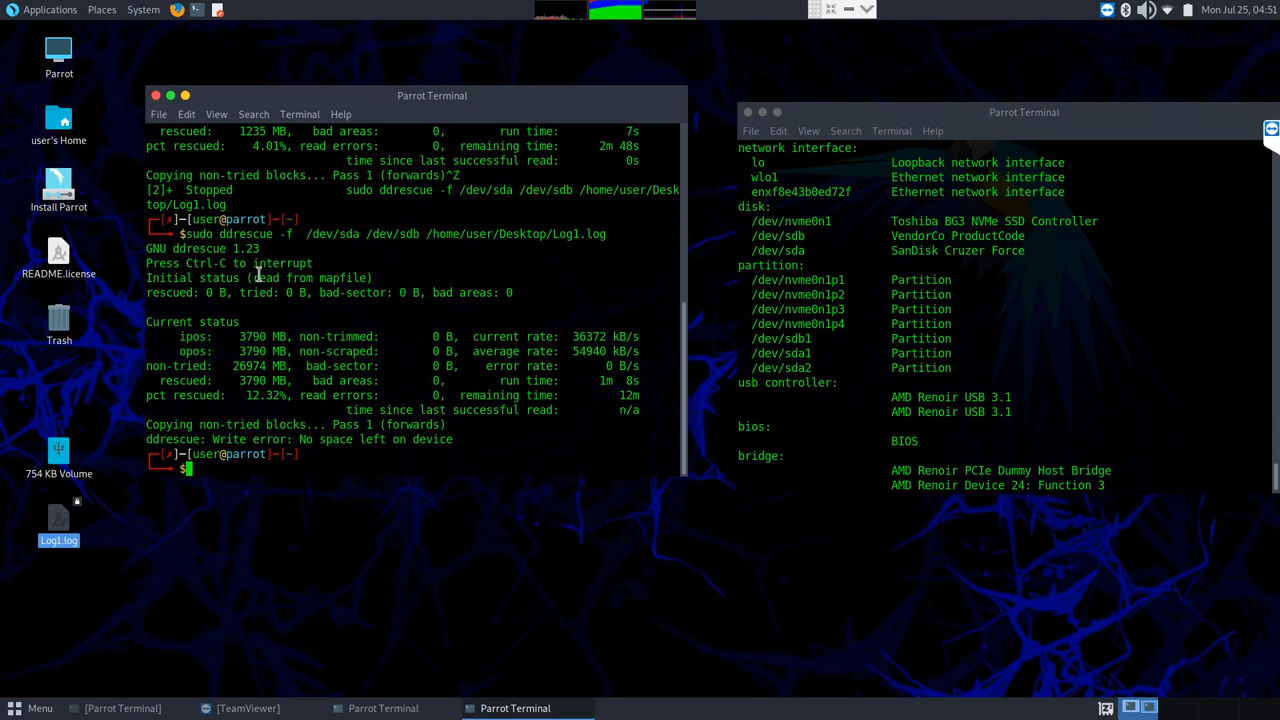 Applications Places System
Mon Jul 25, 04:51
Parrot
user's Home
Install Parrot
README.license
Trash
754 KB Volume
Log1.log
Parrot Terminal
File Edit View Search Terminal Help
rescued: 1235 MB, bad areas: 0, run time: 7s
pct rescued: 4.01%, read errors: 0, remaining time: 2m 48s
time since last successful read: 0s
Copying non-tried blocks... Pass 1 (forwards)^Z
[2]+ Stopped sudo ddrescue -f /dev/sda /dev/sdb /home/user/Desk
top/Log1.log
┌─[✗]─[user@parrot]─[~]
└──╼ $sudo ddrescue -f /dev/sda /dev/sdb /home/user/Desktop/Log1.log
GNU ddrescue 1.23
Press Ctrl-C to interrupt
Initial status (read from mapfile)
rescued: 0 B, tried: 0 B, bad-sector: 0 B, bad areas: 0
Current status
ipos: 3790 MB, non-trimmed: 0 B, current rate: 36372 kB/s
opos: 3790 MB, non-scraped: 0 B, average rate: 54940 kB/s
non-tried: 26974 MB, bad-sector: 0 B, error rate: 0 B/s
rescued: 3790 MB, bad areas: 0, run time: 1m 8s
pct rescued: 12.32%, read errors: 0, remaining time: 12m
time since last successful read: n/a
Copying non-tried blocks... Pass 1 (forwards)
ddrescue: Write error: No space left on device
┌─[✗]─[user@parrot]─[~]
└──╼ $
Parrot Terminal
File Edit View Search Terminal Help
network interface:
lo Loopback network interface
wlo1 Ethernet network interface
enxf8e43b0ed72f Ethernet network interface
disk:
/dev/nvme0n1 Toshiba BG3 NVMe SSD Controller
/dev/sdb VendorCo ProductCode
/dev/sda SanDisk Cruzer Force
partition:
/dev/nvme0n1p1 Partition
/dev/nvme0n1p2 Partition
/dev/nvme0n1p3 Partition
/dev/nvme0n1p4 Partition
/dev/sdb1 Partition
/dev/sda1 Partition
/dev/sda2 Partition
usb controller:
AMD Renoir USB 3.1
AMD Renoir USB 3.1
bios:
BIOS
bridge:
AMD Renoir PCIe Dummy Host Bridge
AMD Renoir Device 24: Function 3
Menu [Parrot Terminal] [TeamViewer] Parrot Terminal Parrot Terminal